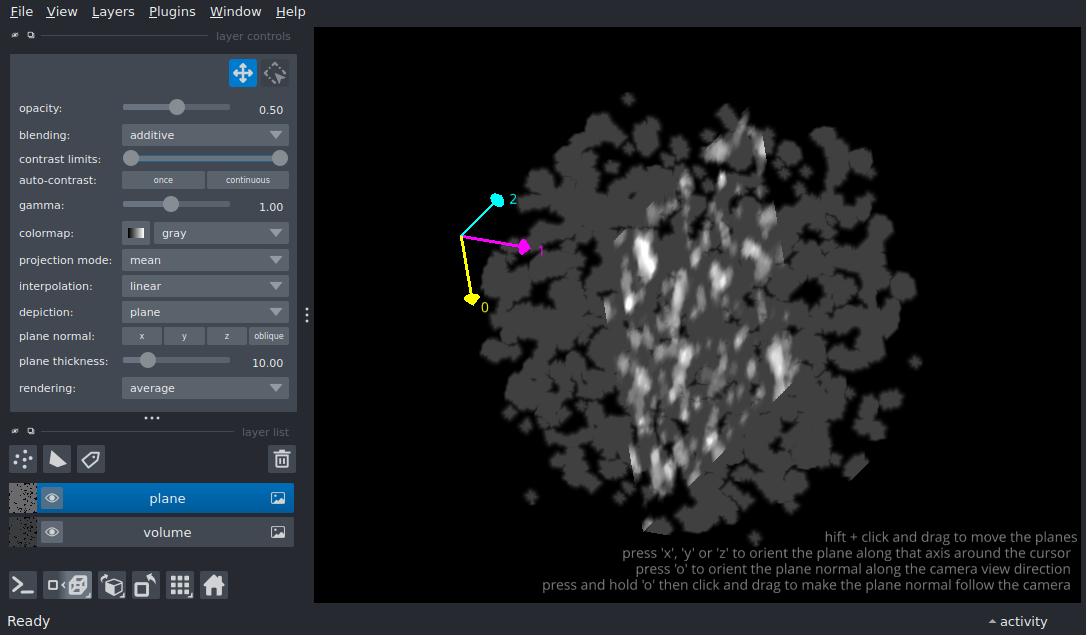 File View Layers Plugins Window Help
layer controls
opacity: 0.50
blending: additive
contrast limits:
auto-contrast: once continuous
gamma: 1.00
colormap: gray
projection mode: mean
interpolation: linear
depiction: plane
plane normal: x y z oblique
plane thickness: 10.00
rendering: average
layer list
plane
volume
2
1
0
hift + click and drag to move the planes
press 'x', 'y' or 'z' to orient the plane along that axis around the cursor
press 'o' to orient the plane normal along the camera view direction
press and hold 'o' then click and drag to make the plane normal follow the camera
Ready
activity